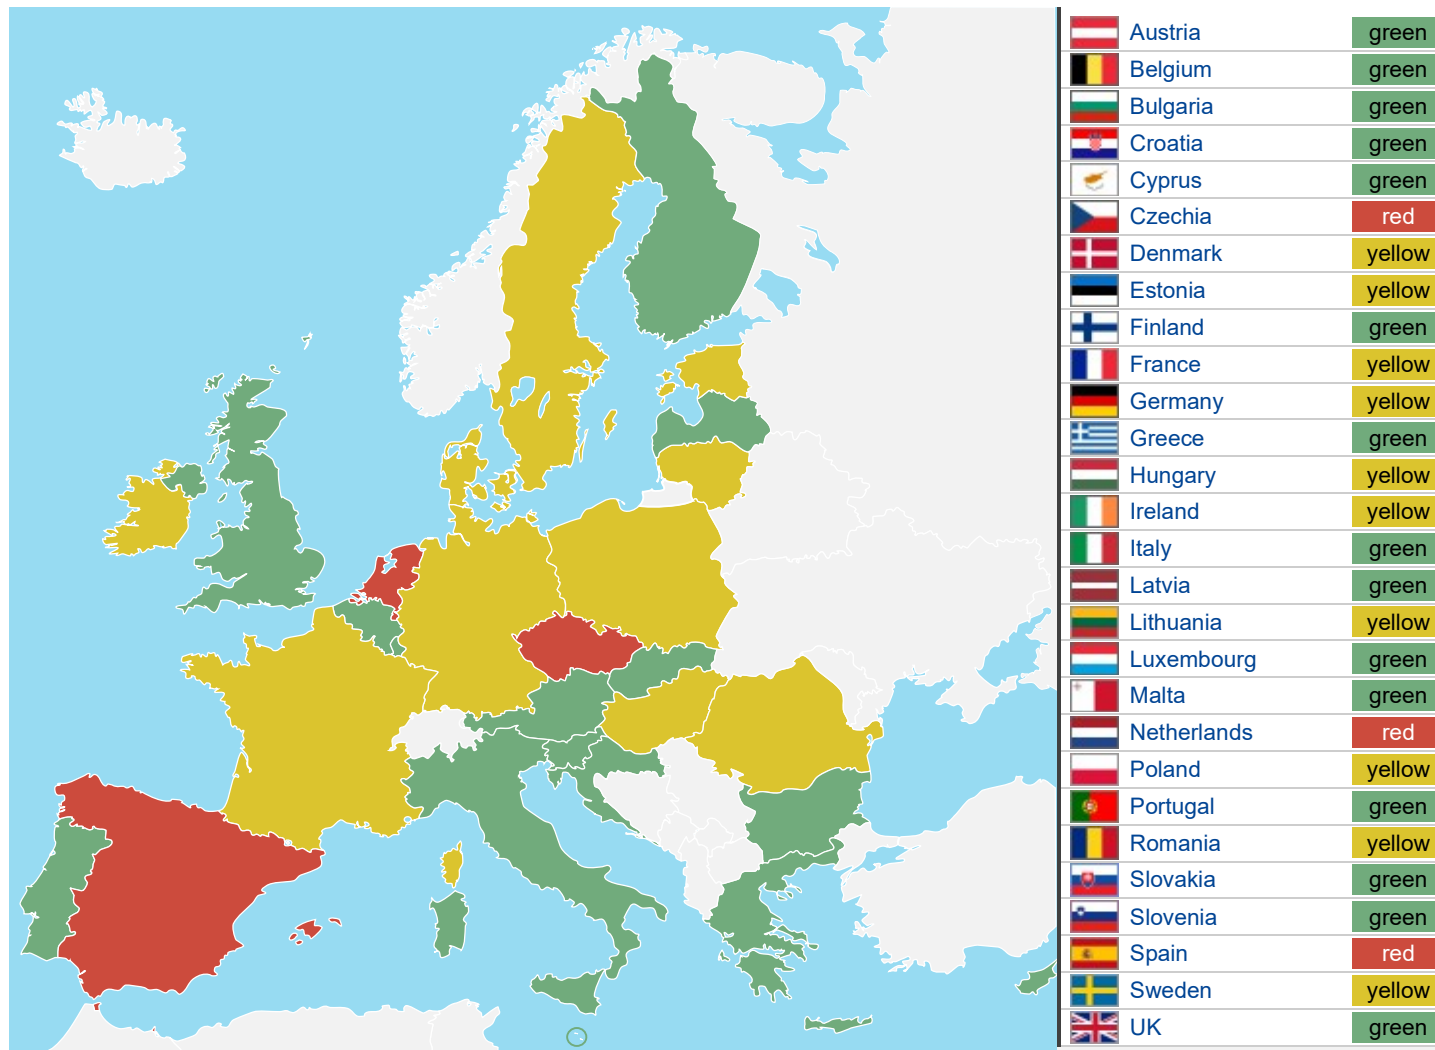 Austria green
Belgium green
Bulgaria green
Croatia green
Cyprus green
Czechia red
Denmark yellow
Estonia yellow
Finland green
France yellow
Germany yellow
Greece green
Hungary yellow
Ireland yellow
Italy green
Latvia green
Lithuania yellow
Luxembourg green
Malta green
Netherlands red
Poland yellow
Portugal green
Romania yellow
Slovakia green
Slovenia green
Spain red
Sweden yellow
UK green